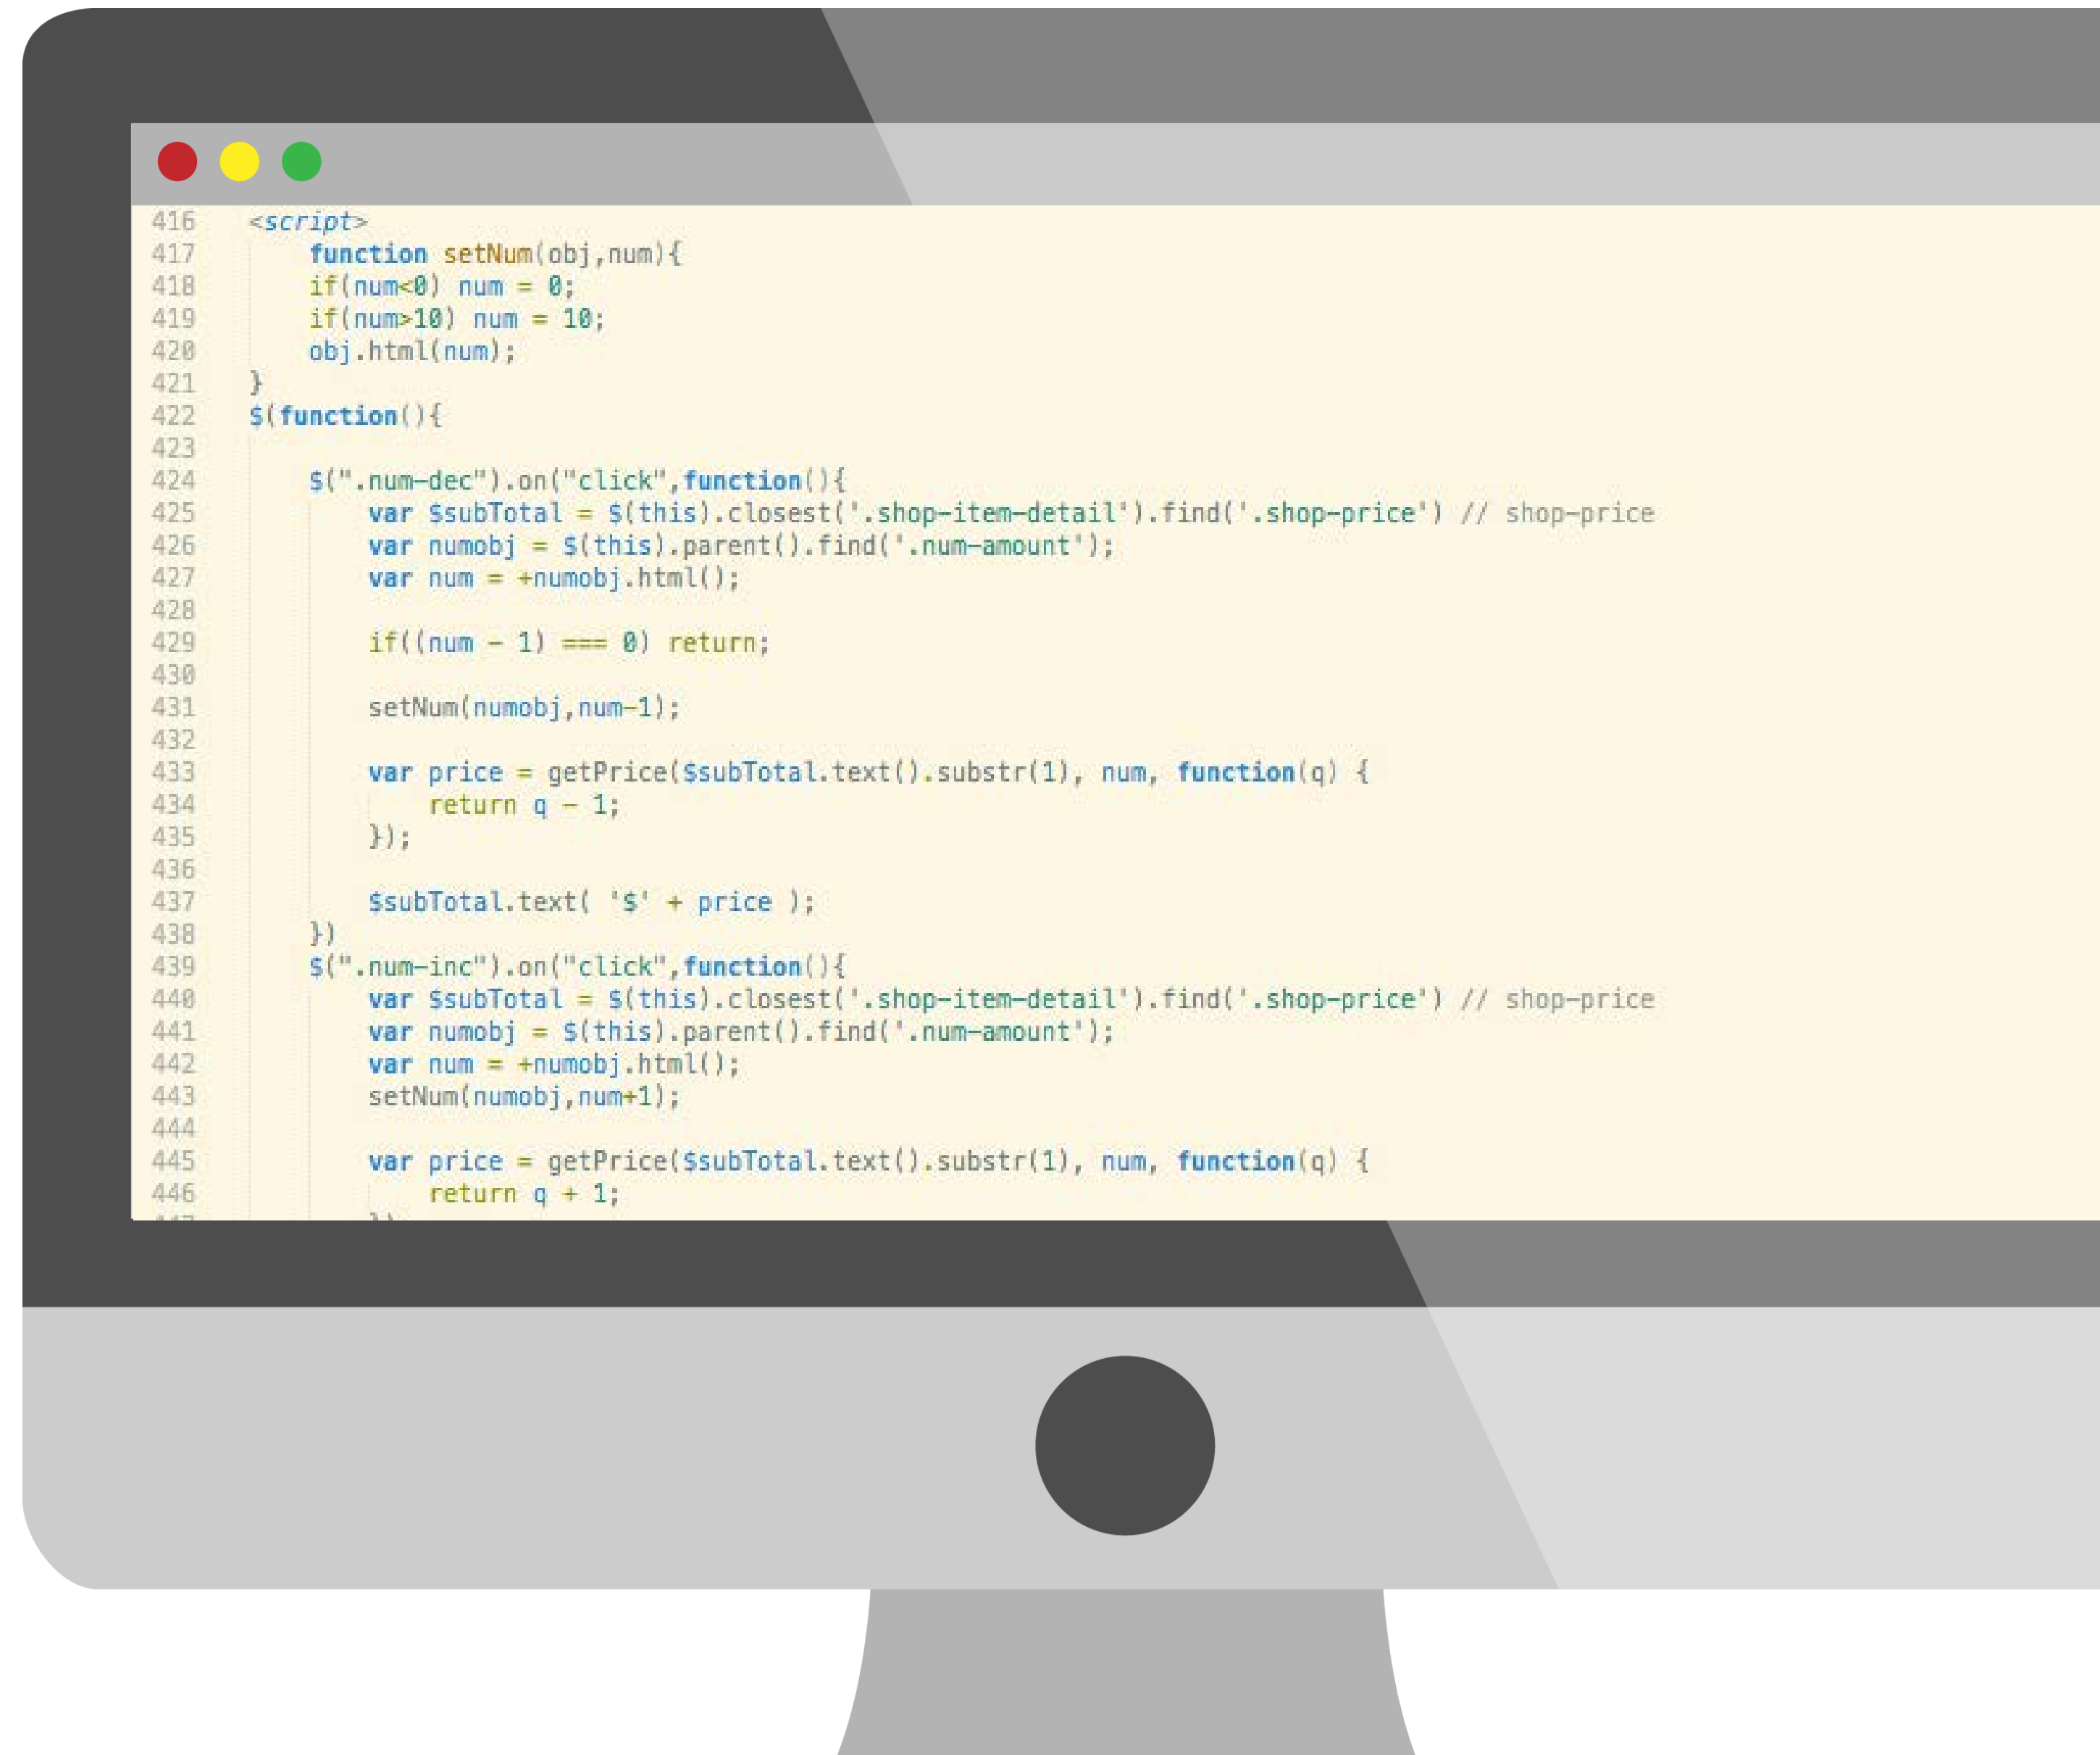 416 <script>
417 function setNum(obj,num){
418 if(num<0) num = 0;
419 if(num>10) num = 10;
420 obj.html(num);
421 }
422 $(function(){
423
424 $(".num-dec").on("click",function(){
425 var $subTotal = $(this).closest('.shop-item-detail').find('.shop-price') // shop-price
426 var numobj = $(this).parent().find('.num-amount');
427 var num = +numobj.html();
428
429 if((num - 1) === 0) return;
430
431 setNum(numobj,num-1);
432
433 var price = getPrice($subTotal.text().substr(1), num, function(q) {
434 return q - 1;
435 });
436
437 $subTotal.text( '$' + price );
438 })
439 $(".num-inc").on("click",function(){
440 var $subTotal = $(this).closest('.shop-item-detail').find('.shop-price') // shop-price
441 var numobj = $(this).parent().find('.num-amount');
442 var num = +numobj.html();
443 setNum(numobj,num+1);
444
445 var price = getPrice($subTotal.text().substr(1), num, function(q) {
446 return q + 1;